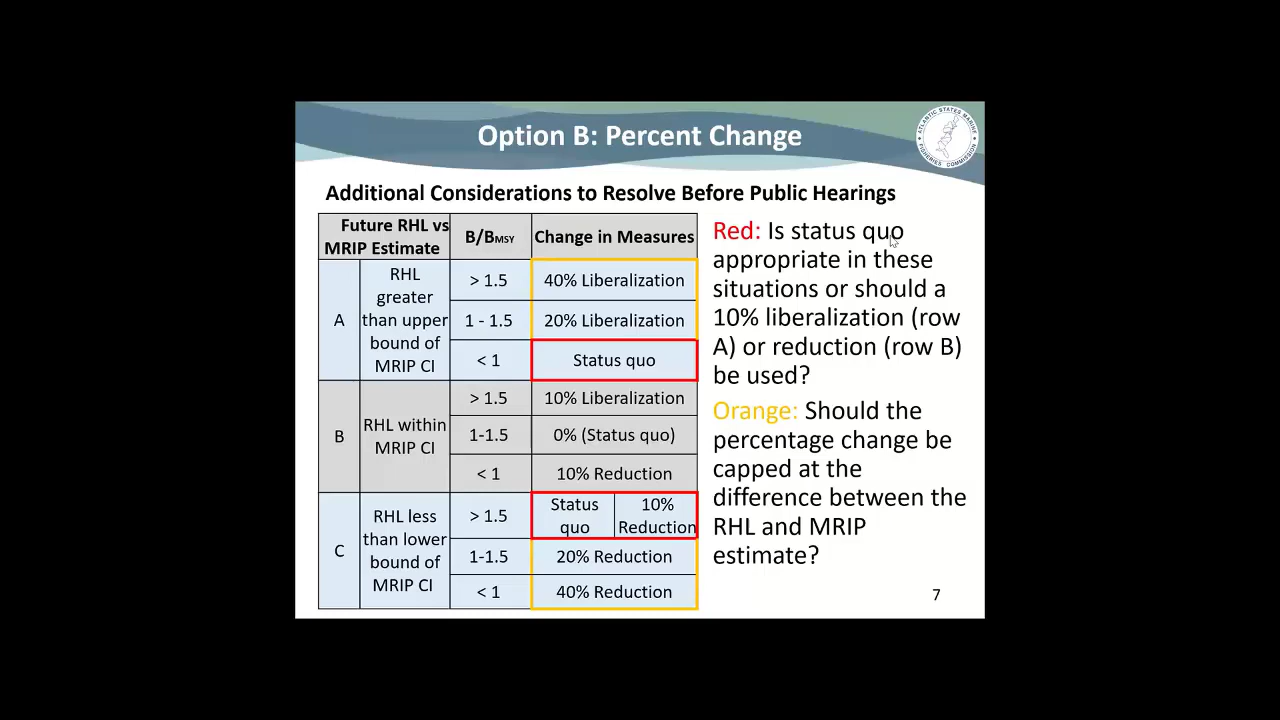 Option B: Percent Change
ATLANTIC STATES MARINE
FISHERIES COMMISSION
Additional Considerations to Resolve Before Public Hearings
Future RHL vs
MRIP Estimate
B/BMSY
Change in Measures
A
RHL
greater
than upper
bound of
MRIP CI
> 1.5
40% Liberalization
1 - 1.5
20% Liberalization
< 1
Status quo
B
RHL within
MRIP CI
> 1.5
10% Liberalization
1-1.5
0% (Status quo)
< 1
10% Reduction
C
RHL less
than lower
bound of
MRIP CI
> 1.5
Status
quo
10%
Reduction
1-1.5
20% Reduction
< 1
40% Reduction
Red: Is status quo
appropriate in these
situations or should a
10% liberalization (row
A) or reduction (row B)
be used?
Orange: Should the
percentage change be
capped at the
difference between the
RHL and MRIP
estimate?
7